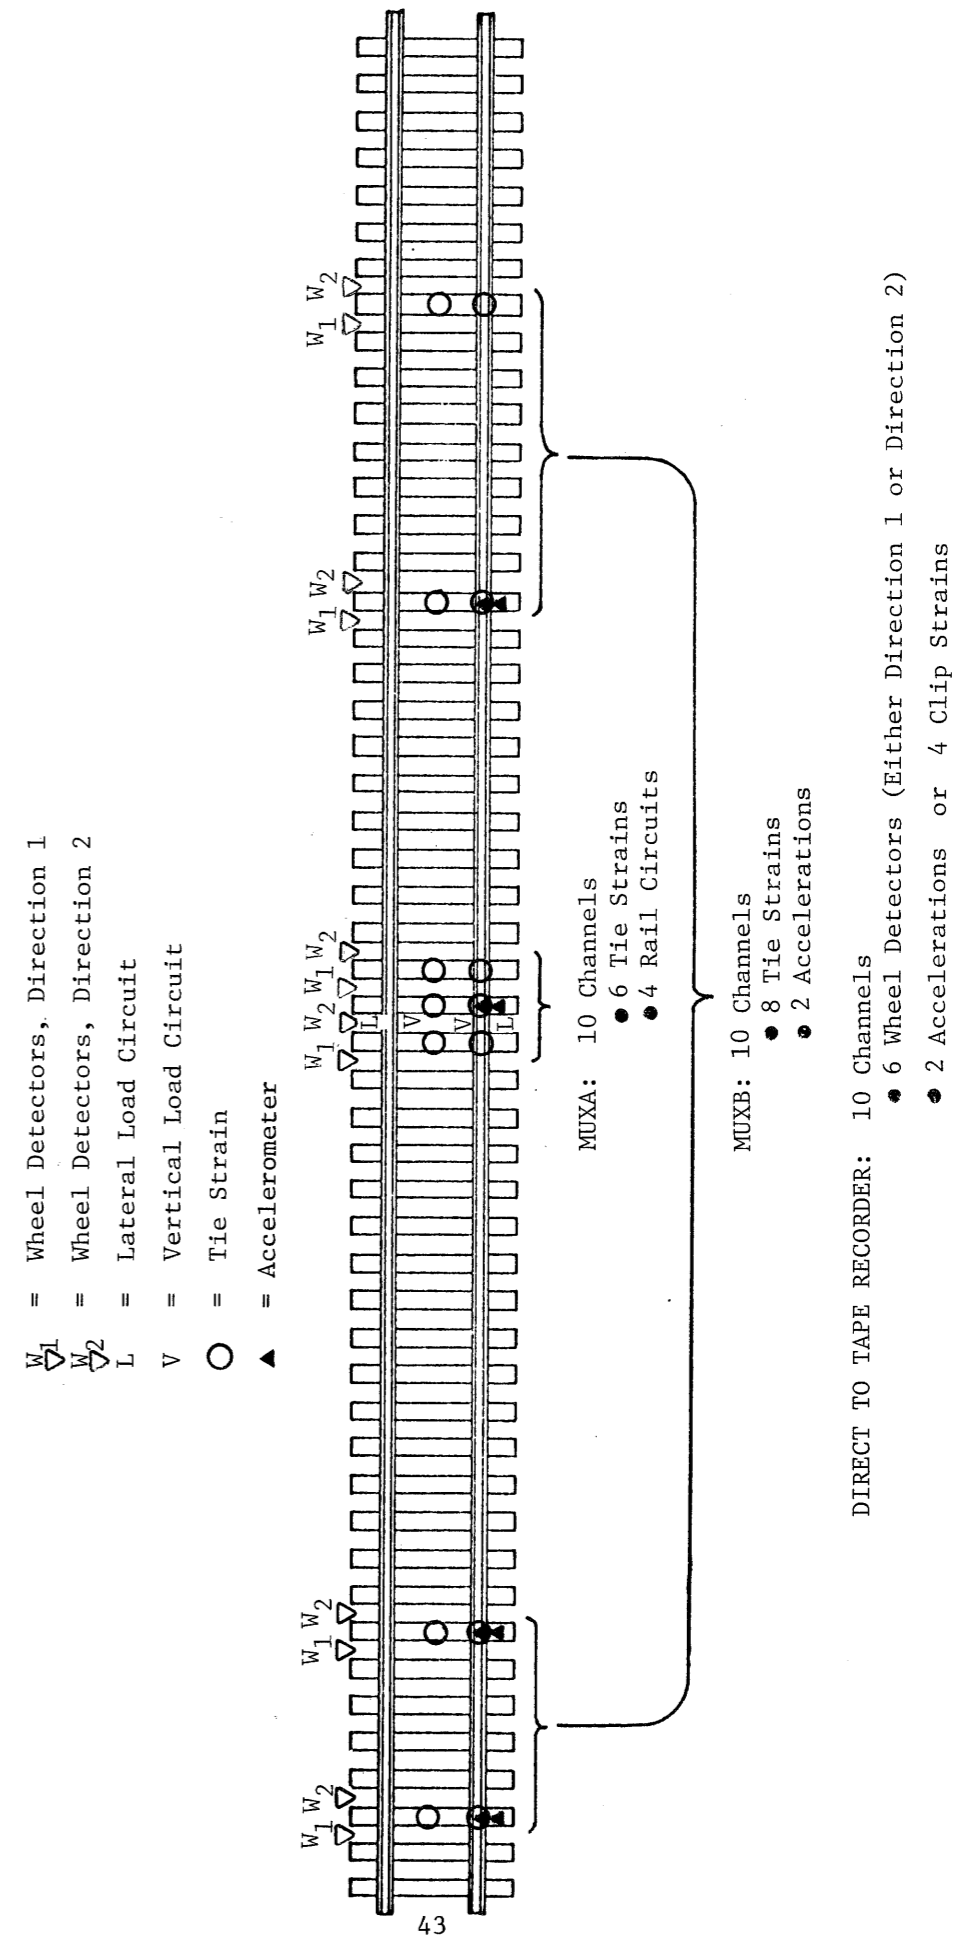 W1 = Wheel Detectors, Direction 1
W2 = Wheel Detectors, Direction 2
L = Lateral Load Circuit
V = Vertical Load Circuit
= Tie Strain
= Accelerometer
W1 W2
W1 W2
W1 W2 W1 W2
W1 W2
W1 W2
L
V
V
L
MUXA: 10 Channels
● 6 Tie Strains
● 4 Rail Circuits
MUXB: 10 Channels
● 8 Tie Strains
● 2 Accelerations
DIRECT TO TAPE RECORDER: 10 Channels
● 6 Wheel Detectors (Either Direction 1 or Direction 2)
● 2 Accelerations or 4 Clip Strains
43